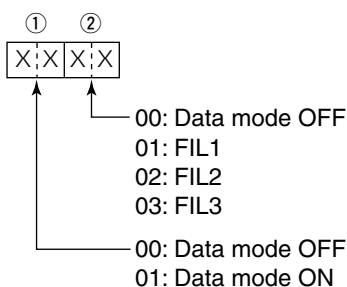 ① ②
X X X X
00: Data mode OFF
01: FIL1
02: FIL2
03: FIL3
00: Data mode OFF
01: Data mode ON